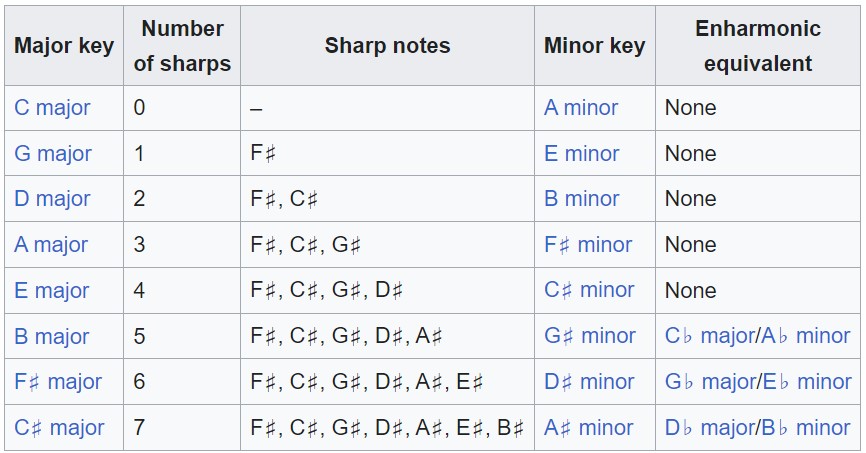 Major key Number of sharps Sharp notes Minor key Enharmonic equivalent
C major 0 – A minor None
G major 1 F♯ E minor None
D major 2 F♯, C♯ B minor None
A major 3 F♯, C♯, G♯ F♯ minor None
E major 4 F♯, C♯, G♯, D♯ C♯ minor None
B major 5 F♯, C♯, G♯, D♯, A♯ G♯ minor C♭ major/A♭ minor
F♯ major 6 F♯, C♯, G♯, D♯, A♯, E♯ D♯ minor G♭ major/E♭ minor
C♯ major 7 F♯, C♯, G♯, D♯, A♯, E♯, B♯ A♯ minor D♭ major/B♭ minor